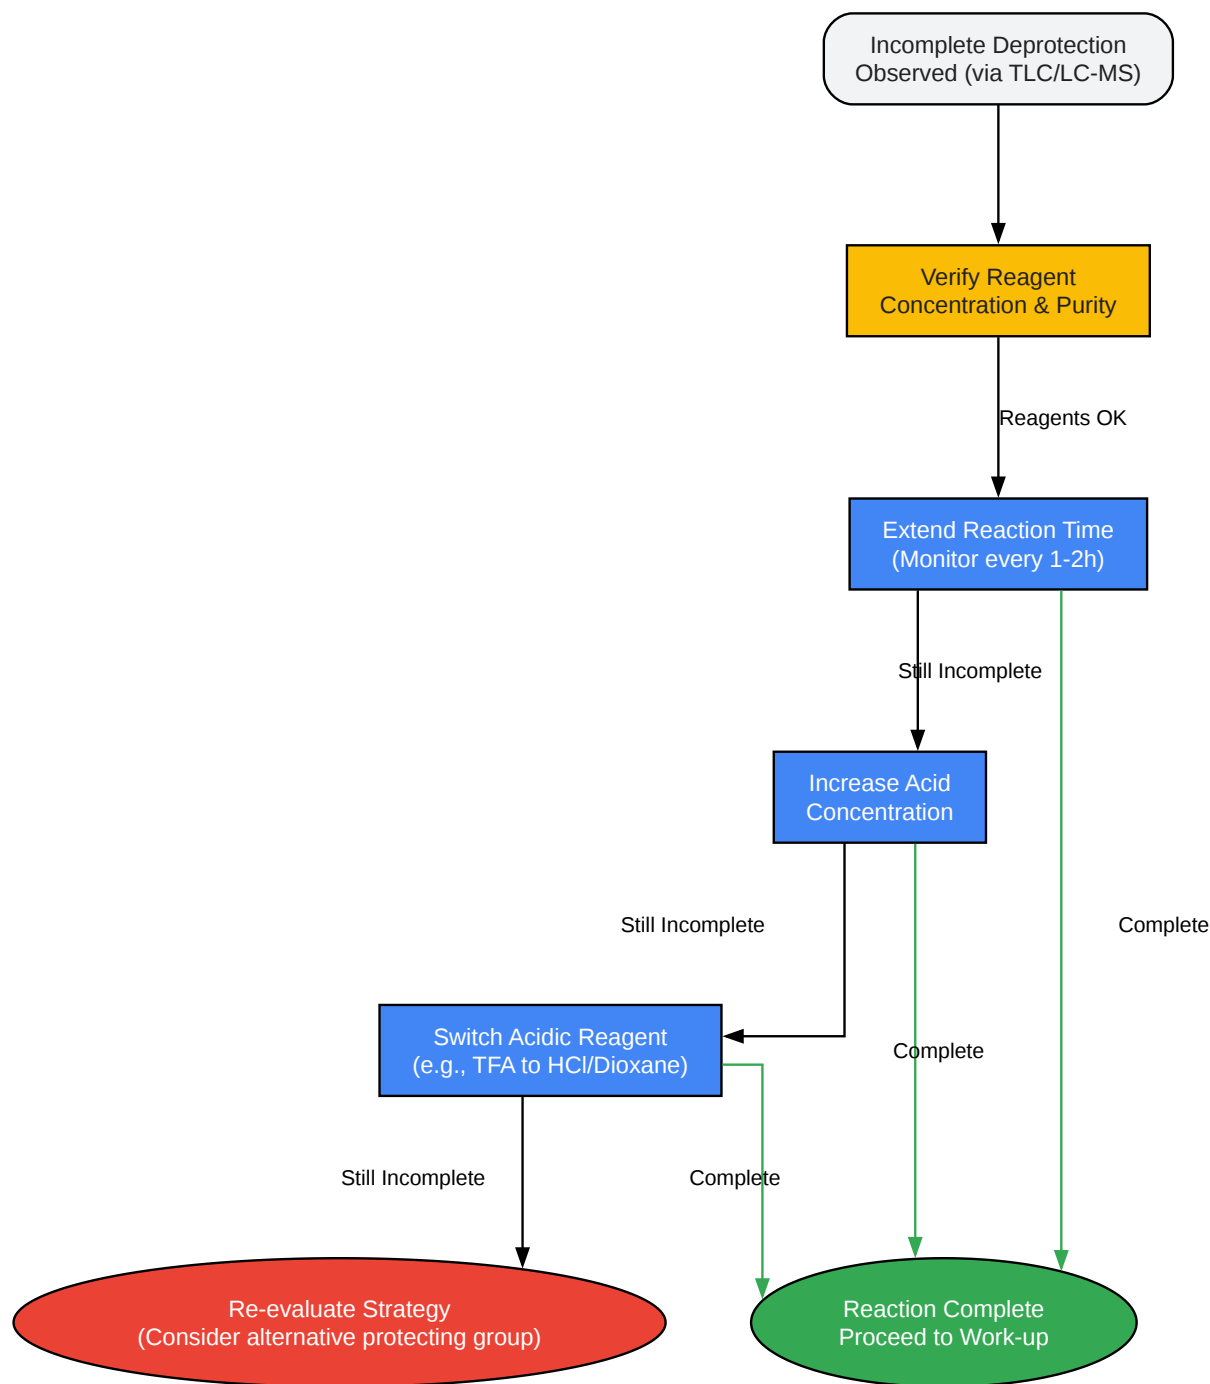 Incomplete Deprotection
Observed (via TLC/LC-MS)
Verify Reagent
Concentration & Purity
Reagents OK
Extend Reaction Time
(Monitor every 1-2h)
Still Incomplete
Increase Acid
Concentration
Still Incomplete
Complete
Switch Acidic Reagent
(e.g., TFA to HCl/Dioxane)
Complete
Still Incomplete
Complete
Re-evaluate Strategy
(Consider alternative protecting group)
Reaction Complete
Proceed to Work-up